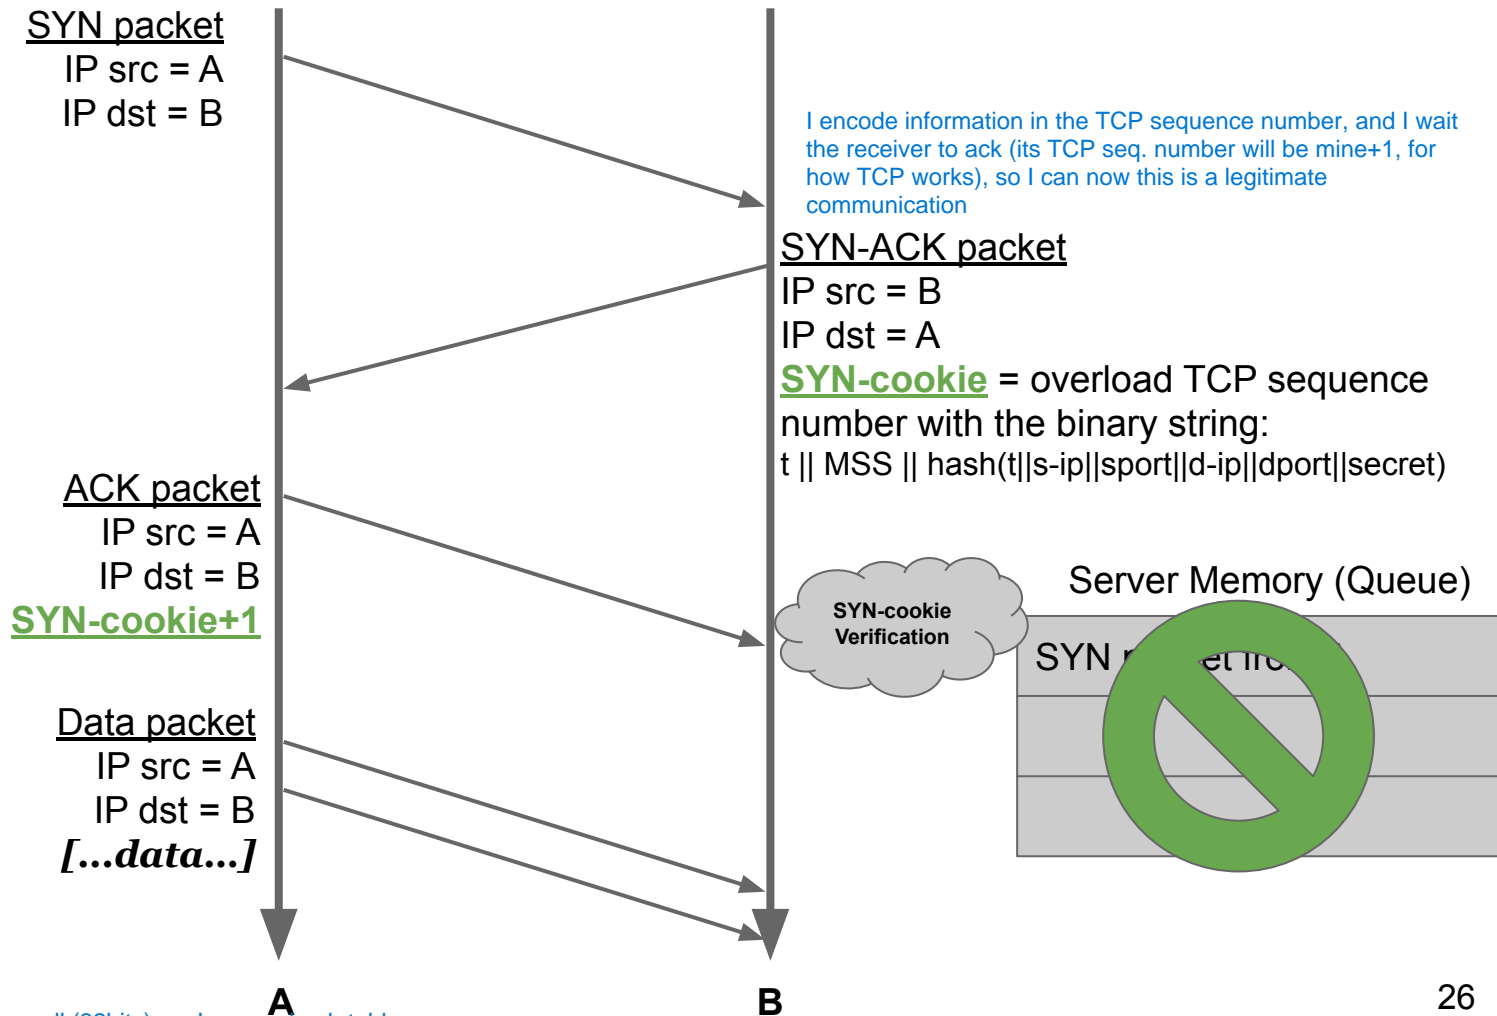 SYN packet
IP src = A
IP dst = B
I encode information in the TCP sequence number, and I wait
the receiver to ack (its TCP seq. number will be mine+1, for
how TCP works), so I can now this is a legitimate
communication
SYN-ACK packet
IP src = B
IP dst = A
SYN-cookie = overload TCP sequence
number with the binary string:
t || MSS || hash(t||s-ip||sport||d-ip||dport||secret)
ACK packet
IP src = A
IP dst = B
SYN-cookie+1
SYN-cookie
Verification
Server Memory (Queue)
SYN
Data packet
IP src = A
IP dst = B
[...data...]
A
B
26